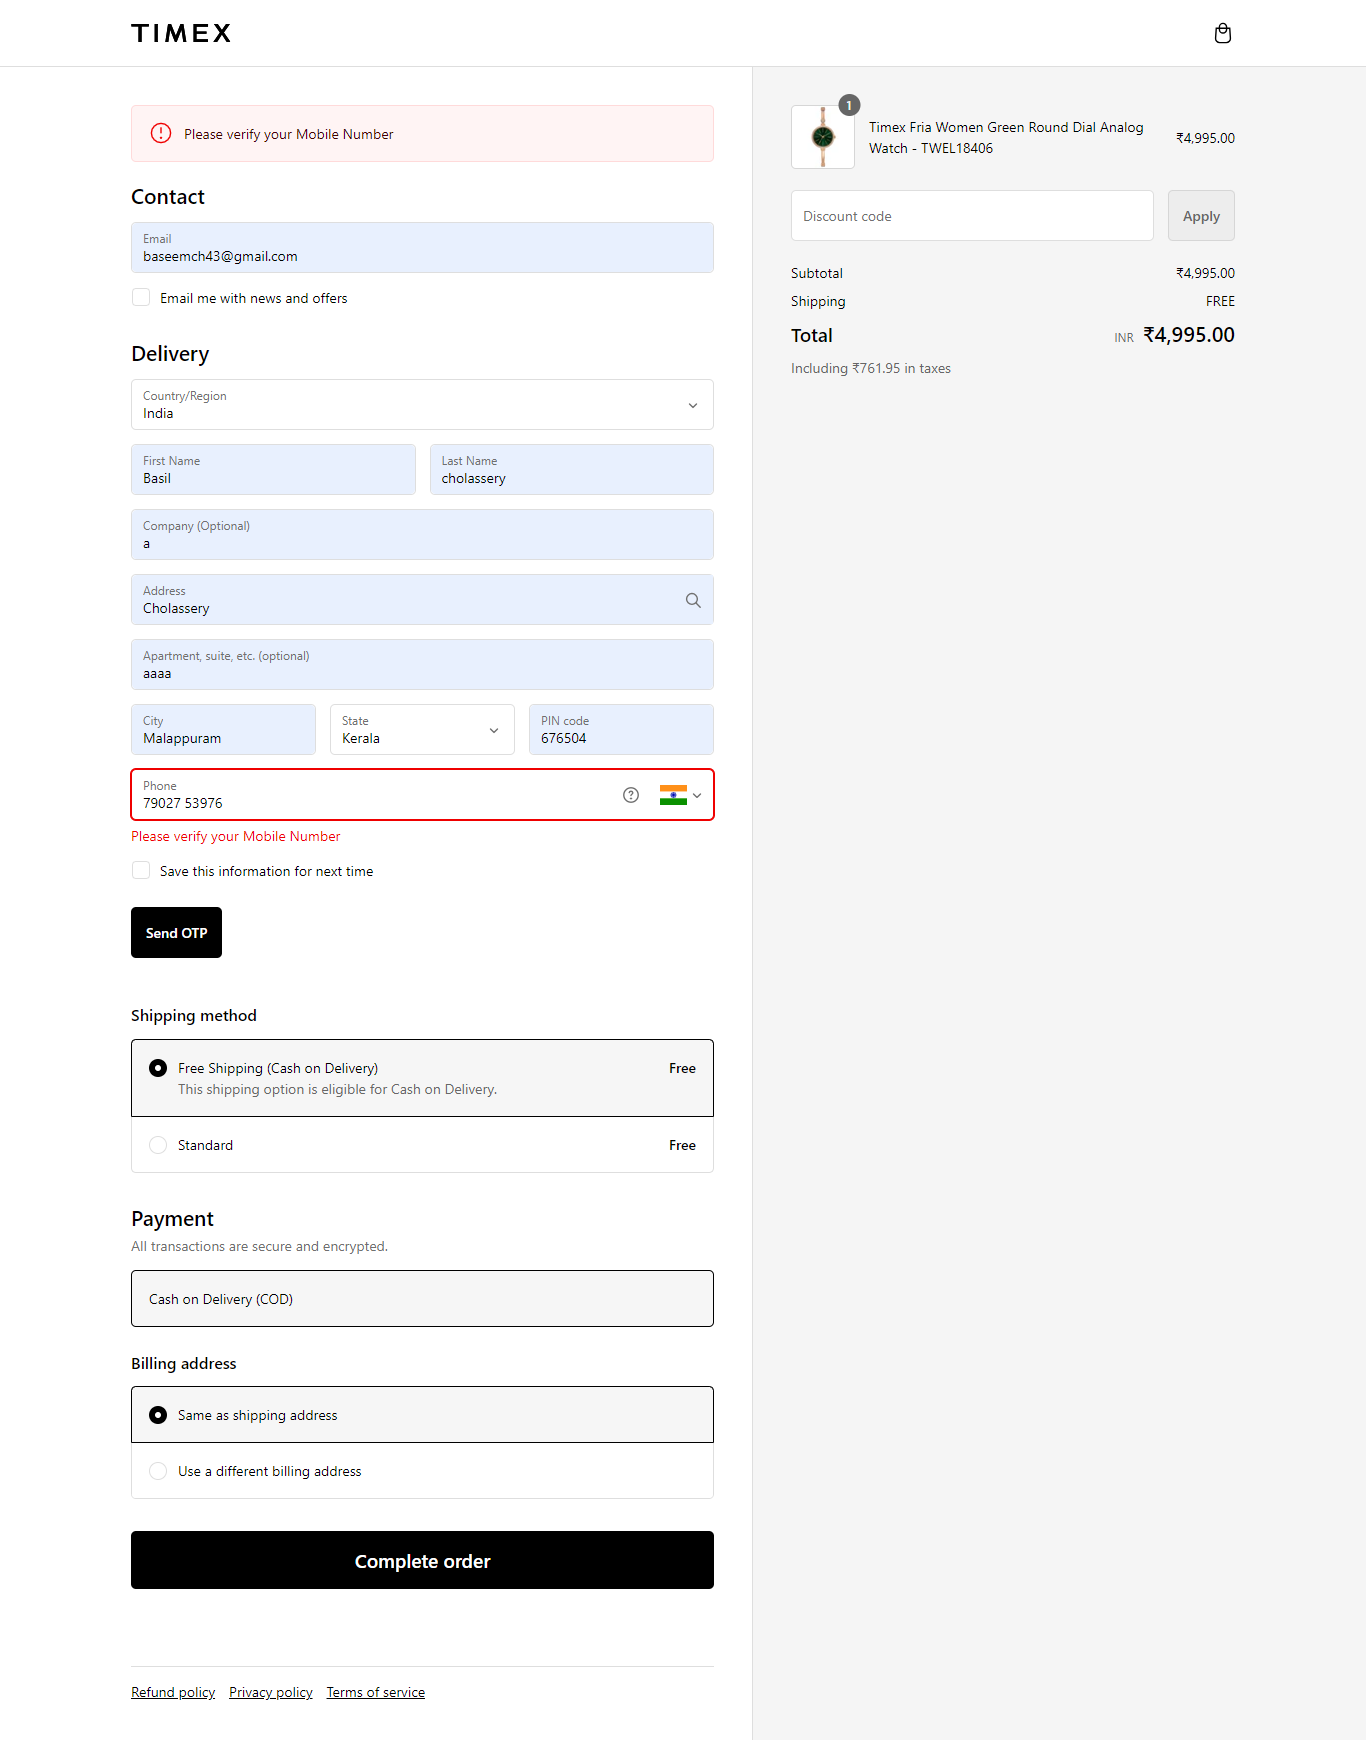 TIMEX
Please verify your Mobile Number
Contact
Email
baseemch43@gmail.com
Email me with news and offers
Delivery
Country/Region
India
First Name
Basil
Last Name
cholassery
Company (Optional)
a
Address
Cholassery
Apartment, suite, etc. (optional)
aaaa
City
Malappuram
State
Kerala
PIN code
676504
Phone
79027 53976
Please verify your Mobile Number
Save this information for next time
Send OTP
Shipping method
Free Shipping (Cash on Delivery) Free
This shipping option is eligible for Cash on Delivery.
Standard Free
Payment
All transactions are secure and encrypted.
Cash on Delivery (COD)
Billing address
Same as shipping address
Use a different billing address
Complete order
Refund policy Privacy policy Terms of service
1
Timex Fria Women Green Round Dial Analog
Watch - TWEL18406
₹4,995.00
Discount code
Apply
Subtotal ₹4,995.00
Shipping FREE
Total INR ₹4,995.00
Including ₹761.95 in taxes